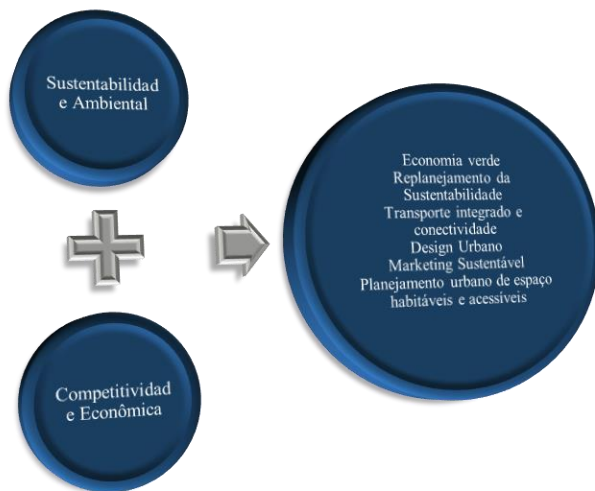 Sustentabilidad
e Ambiental
Economia verde
Replanejamento da
Sustentabilidade
Transporte integrado e
conectividade
Design Urbano
Marketing Sustentável
Planejamento urbano de espaço
habitáveis e acessíveis
Competitividad
e Econômica